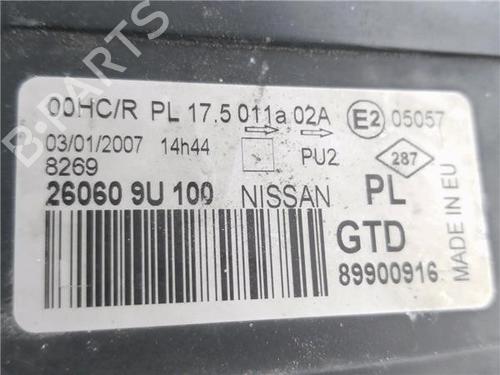 00HC/R PL 17.5 011a 02A E2 05057
03/01/2007 14h44 PU2 287
8269
26060 9U 100 NISSAN PL
GTD
89900916
MADE IN EU